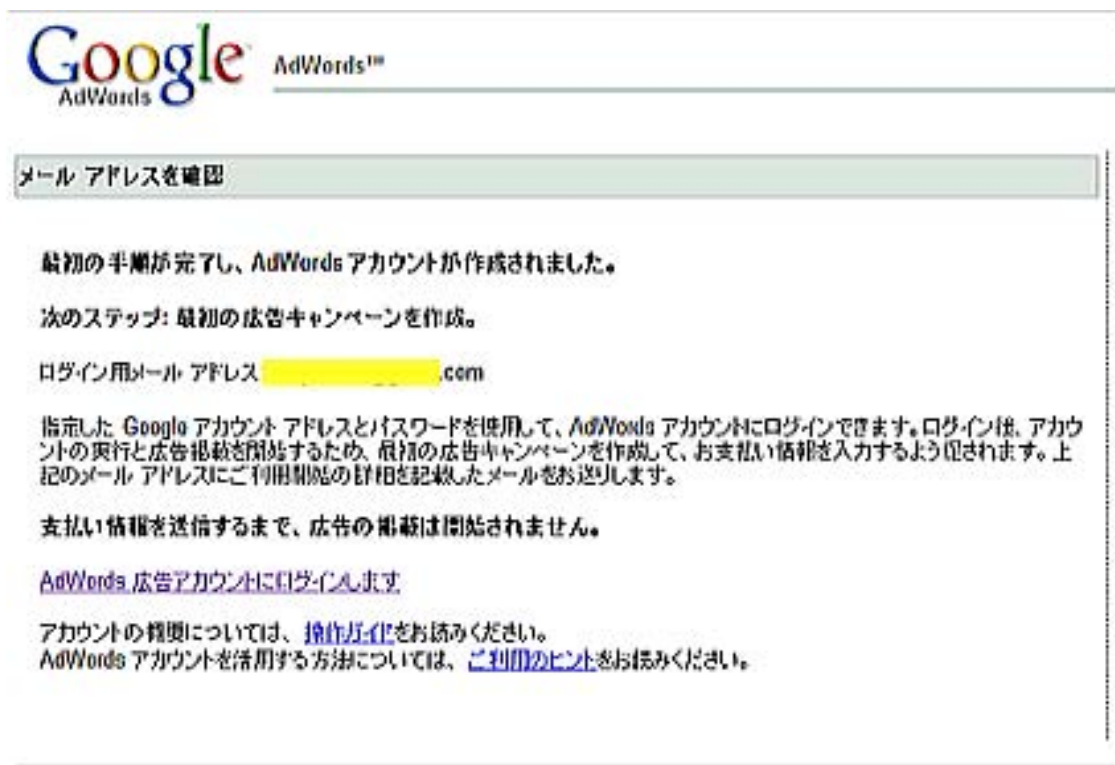 Google AdWords™
AdWords
メール アドレスを確認
最初の手順が完了し、AdWords アカウントが作成されました。
次のステップ: 最初の広告キャンペーンを作成。
ログイン用メール アドレス .com
指定した Google アカウント アドレスとパスワードを使用して、AdWords アカウントにログインできます。ログイン後、アカウ
ントの実行と広告掲載を開始するため、最初の広告キャンペーンを作成して、お支払い情報を入力するよう促されます。上
記のメール アドレスにご利用開始の詳細を記載したメールをお送りします。
支払い情報を送信するまで、広告の掲載は開始されません。
AdWords 広告アカウントにログインします
アカウントの概要については、操作ガイドをお読みください。
AdWords アカウントを活用する方法については、ご利用のヒントをお読みください。